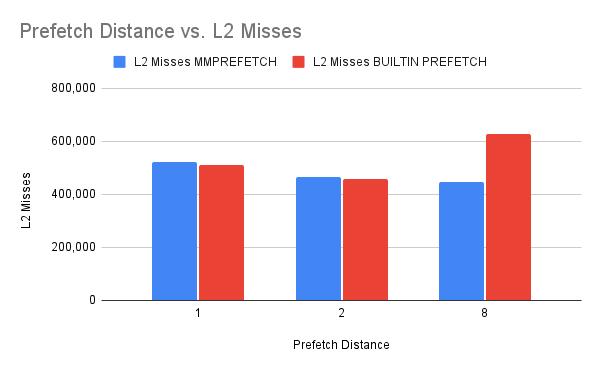 Prefetch Distance vs. L2 Misses
L2 Misses MMPREFETCH L2 Misses BUILTIN PREFETCH
800,000
600,000
400,000
200,000
0
L2 Misses
1 2 8
Prefetch Distance